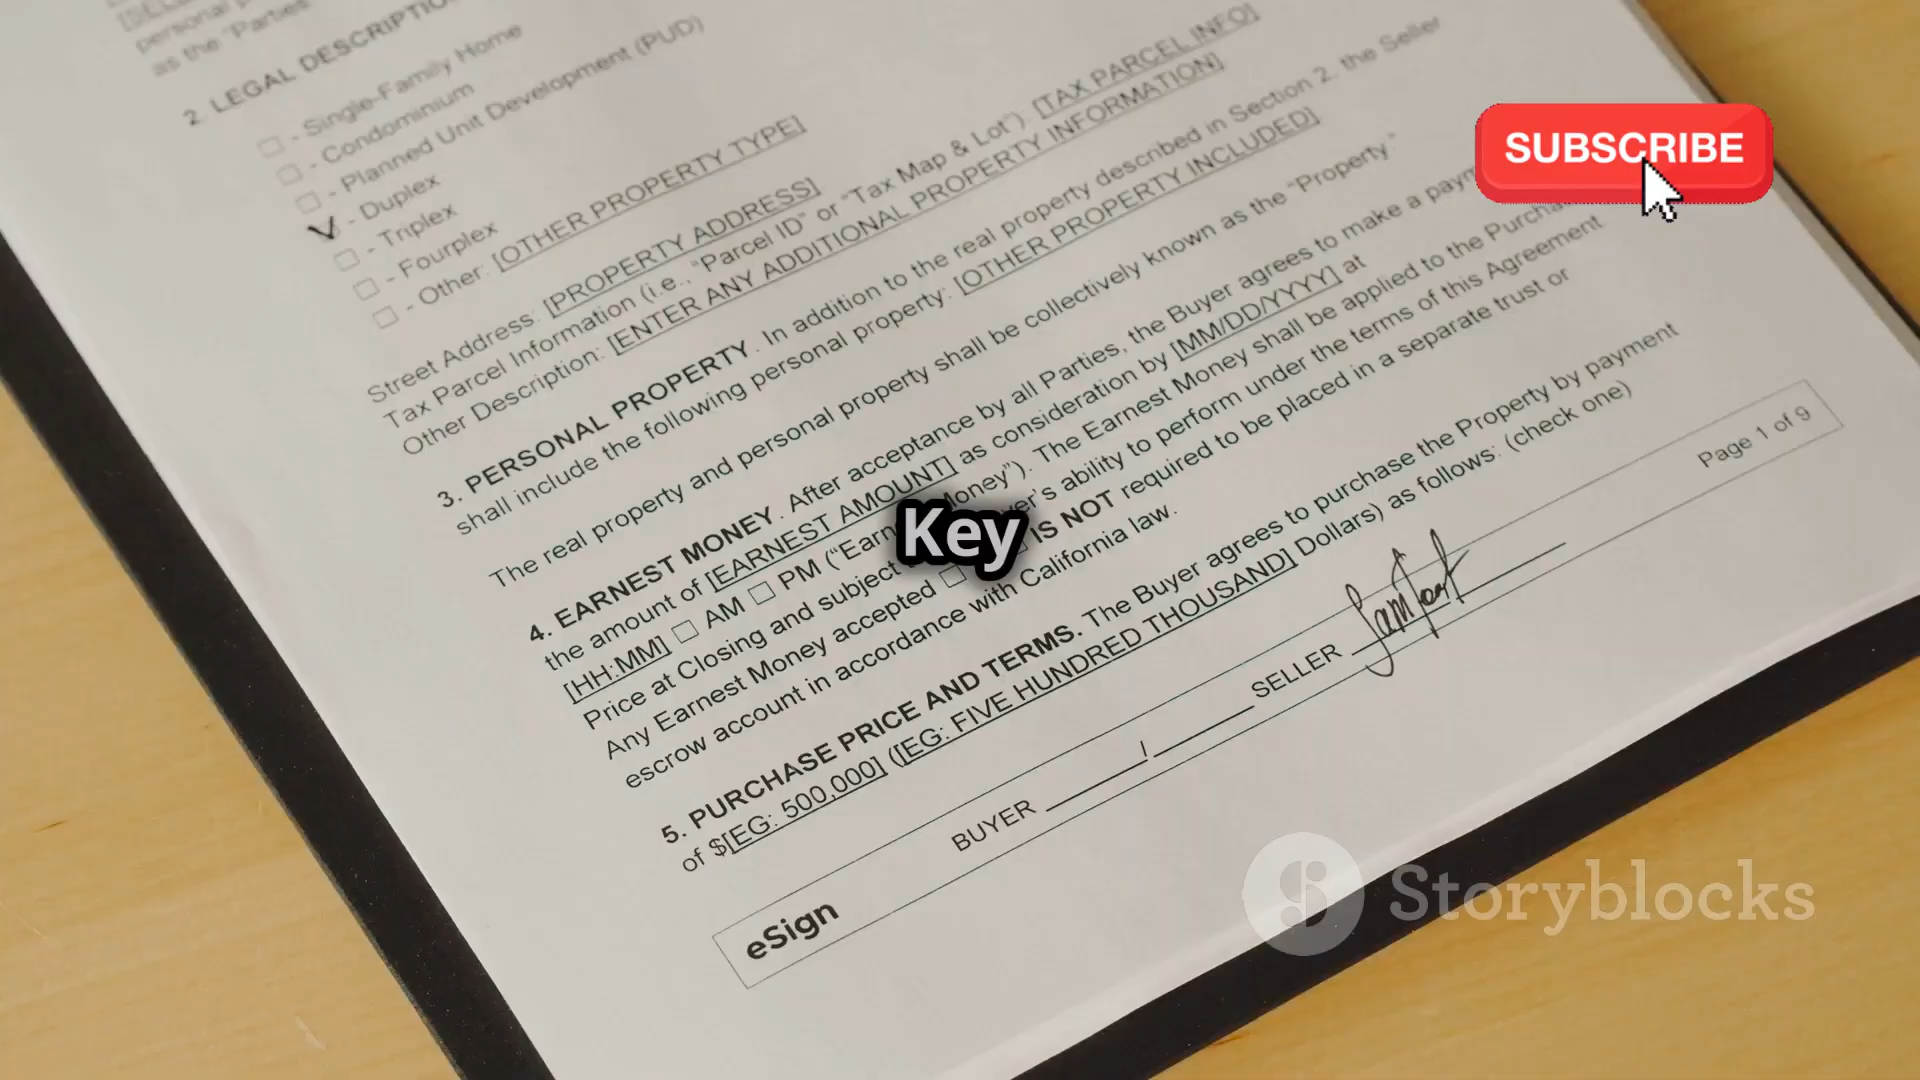 as the "Parties
2. LEGAL DESCRIPTION
- Single-Family Home
- Condominium
- Planned Unit Development (PUD)
- Duplex
- Triplex
- Fourplex
- Other: [OTHER PROPERTY TYPE]
Street Address: [PROPERTY ADDRESS]
Tax Parcel Information (i.e., "Parcel ID" or "Tax Map & Lot") [TAX PARCEL INFO]
Other Description: [ENTER ANY ADDITIONAL PROPERTY INFORMATION]
3. PERSONAL PROPERTY. In addition to the real property described in Section 2, the Seller
shall include the following personal property: [OTHER PROPERTY INCLUDED]
The real property and personal property shall be collectively known as the "Property."
4. EARNEST MONEY. After acceptance by all Parties, the Buyer agrees to make a
the amount of [EARNEST AMOUNT] as consideration by [MM/DD/YYYY] at
[HH:MM] AM PM ("Earn Money"). The Earnest Money shall be applied to the
Price at Closing and subject ability to perform under the terms of this Agreement
Any Earnest Money accepted IS NOT required to be placed in a separate trust or
escrow account in accordance with California law.
5. PURCHASE PRICE AND TERMS. The Buyer agrees to purchase the Property by payment
of $[EG: 500,000] ([EG: FIVE HUNDRED THOUSAND] Dollars) as follows: (check one)
eSign BUYER / SELLER
Page 1 of 9
SUBSCRIBE
Key
Storyblocks